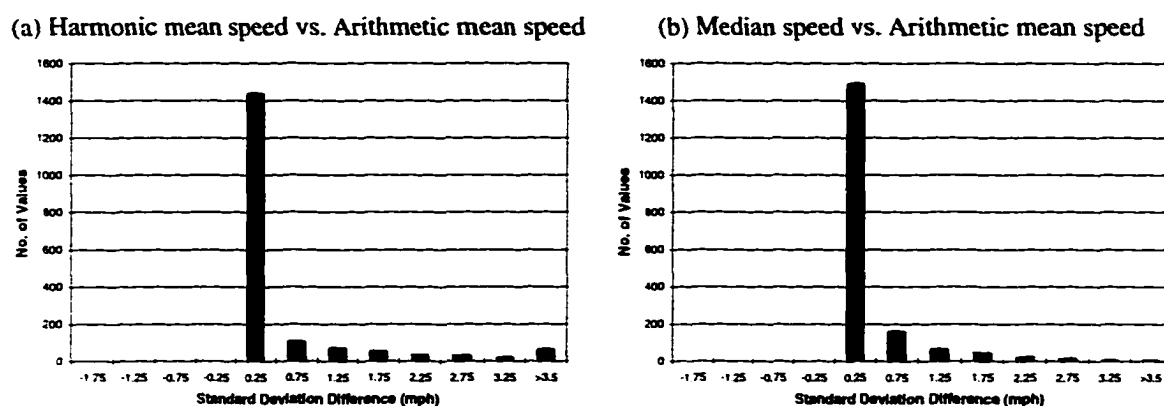 (a) Harmonic mean speed vs. Arithmetic mean speed
1600
1400
1200
1000
800
600
400
200
0
No. of Values
-1.75 -1.25 -0.75 -0.25 0.25 0.75 1.25 1.75 2.25 2.75 3.25 >3.5
Standard Deviation Difference (mph)
(b) Median speed vs. Arithmetic mean speed
1600
1400
1200
1000
800
600
400
200
0
No. of Values
-1.75 -1.25 -0.75 -0.25 0.25 0.75 1.25 1.75 2.25 2.75 3.25 >3.5
Standard Deviation Difference (mph)